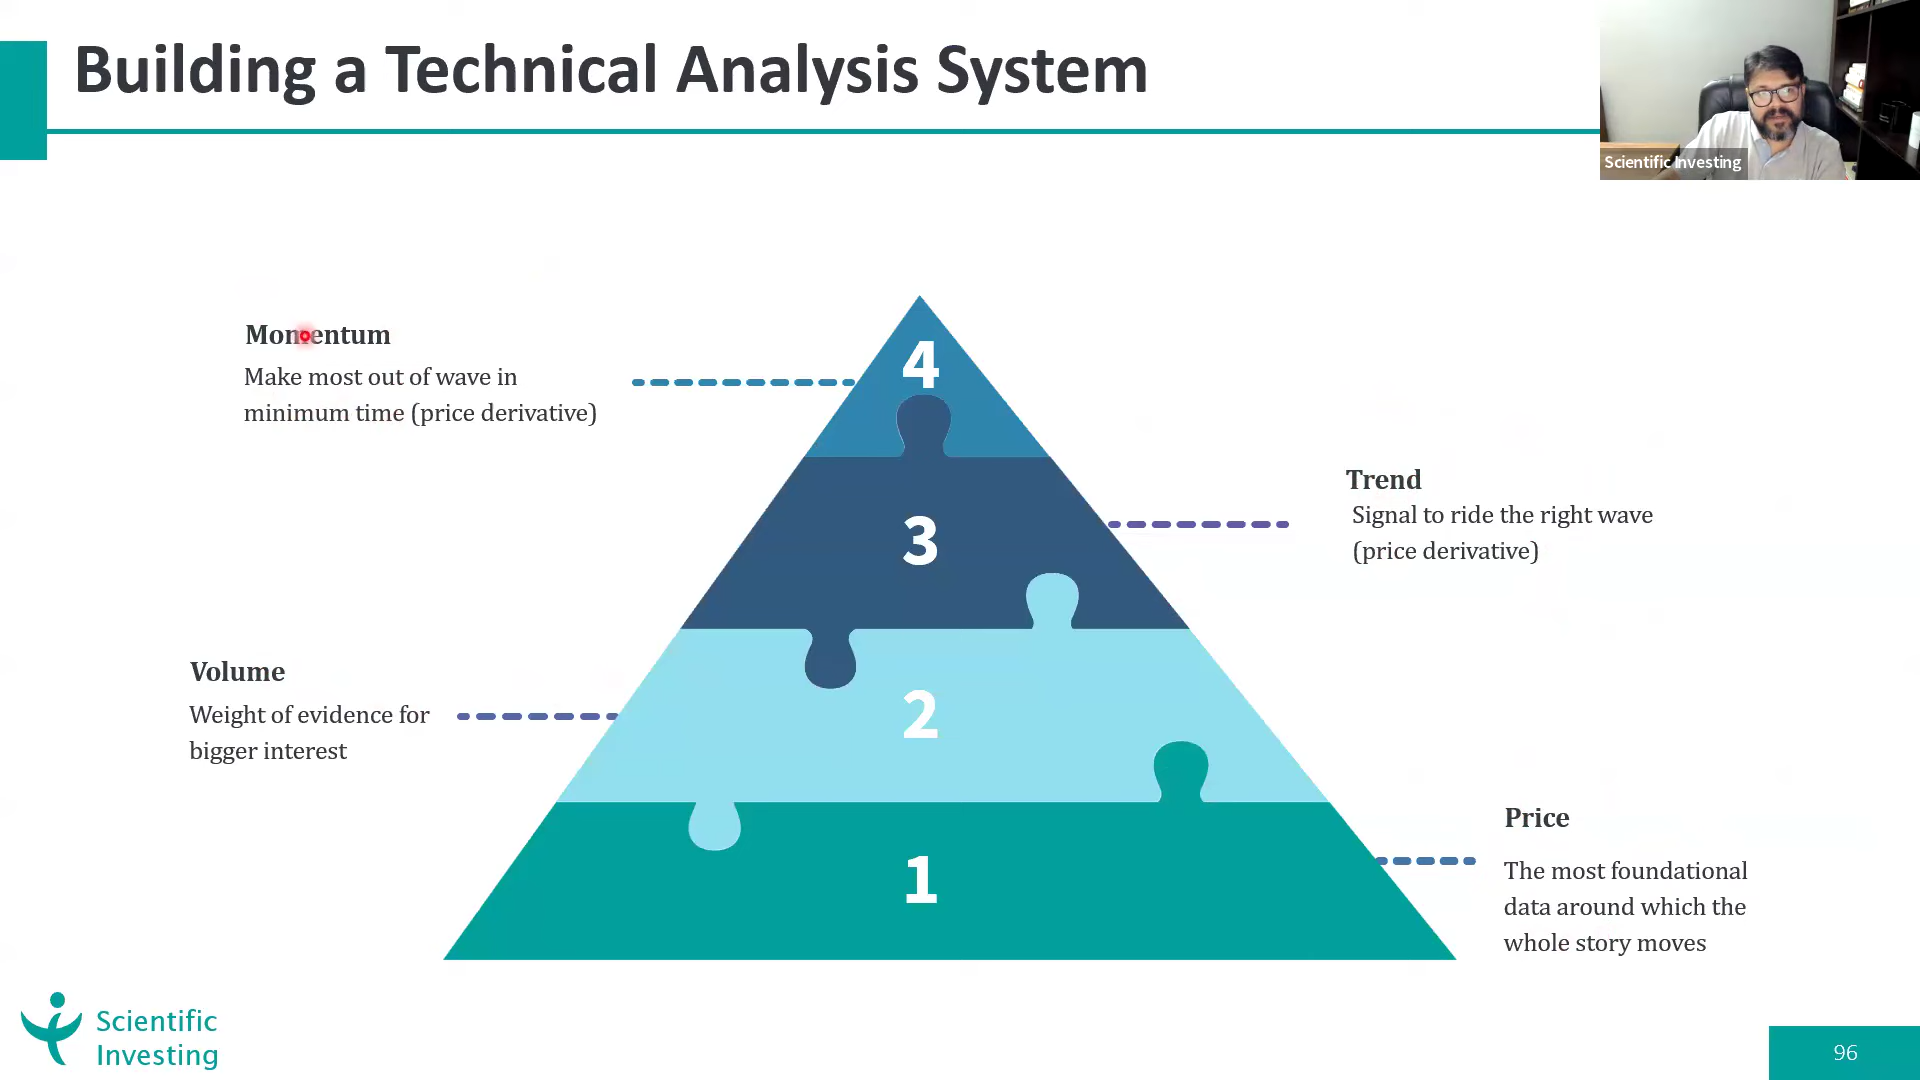 Building a Technical Analysis System
Scientific Investing
Momentum
Make most out of wave in
minimum time (price derivative)
4
Trend
Signal to ride the right wave
(price derivative)
3
Volume
Weight of evidence for
bigger interest
2
Price
The most foundational
data around which the
whole story moves
1
Scientific
Investing
96